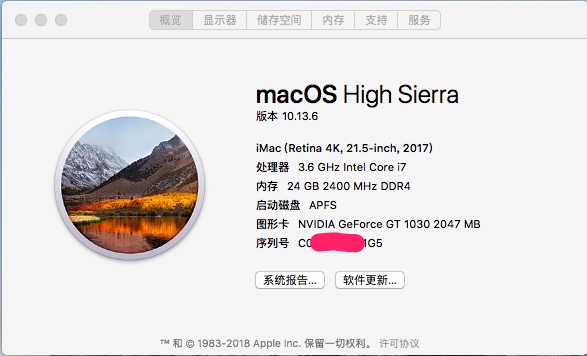 概览 显示器 储存空间 内存 支持 服务
macOS High Sierra
版本 10.13.6
iMac (Retina 4K, 21.5-inch, 2017)
处理器 3.6 GHz Intel Core i7
内存 24 GB 2400 MHz DDR4
启动磁盘 APFS
图形卡 NVIDIA GeForce GT 1030 2047 MB
序列号 C0 1G5
系统报告... 软件更新...
™ 和 © 1983-2018 Apple Inc. 保留一切权利。 许可协议